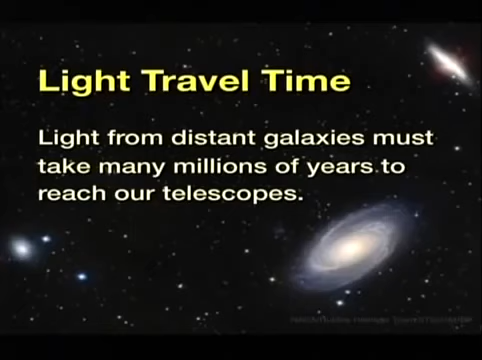 Light Travel Time
Light from distant galaxies must
take many millions of years to
reach our telescopes.